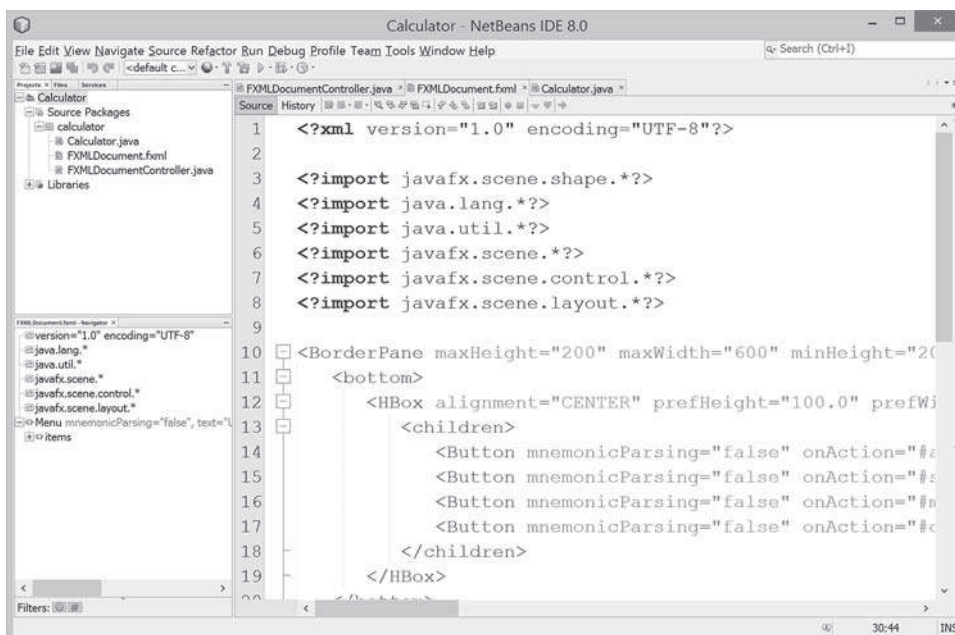 Calculator - NetBeans IDE 8.0
File Edit View Navigate Source Refactor Run Debug Profile Team Tools Window Help
Search (Ctrl+I)
<default c...
Projects × Files Services
Calculator
Source Packages
calculator
Calculator.java
FXMLDocument.fxml
FXMLDocumentController.java
Libraries
FXMLDocument.fxml - Navigator ×
version="1.0" encoding="UTF-8"
java.lang.*
java.util.*
javafx.scene.*
javafx.scene.control.*
javafx.scene.layout.*
Menu mnemonicParsing="false", text="U
items
Filters:
FXMLDocumentController.java × FXMLDocument.fxml × Calculator.java ×
Source History
1 <?xml version="1.0" encoding="UTF-8"?>
2
3 <?import javafx.scene.shape.*?>
4 <?import java.lang.*?>
5 <?import java.util.*?>
6 <?import javafx.scene.*?>
7 <?import javafx.scene.control.*?>
8 <?import javafx.scene.layout.*?>
9
10 <BorderPane maxHeight="200" maxWidth="600" minHeight="20
11 <bottom>
12 <HBox alignment="CENTER" prefHeight="100.0" prefWi
13 <children>
14 <Button mnemonicParsing="false" onAction="#a
15 <Button mnemonicParsing="false" onAction="#s
16 <Button mnemonicParsing="false" onAction="#m
17 <Button mnemonicParsing="false" onAction="#d
18 </children>
19 </HBox>
30:44 INS